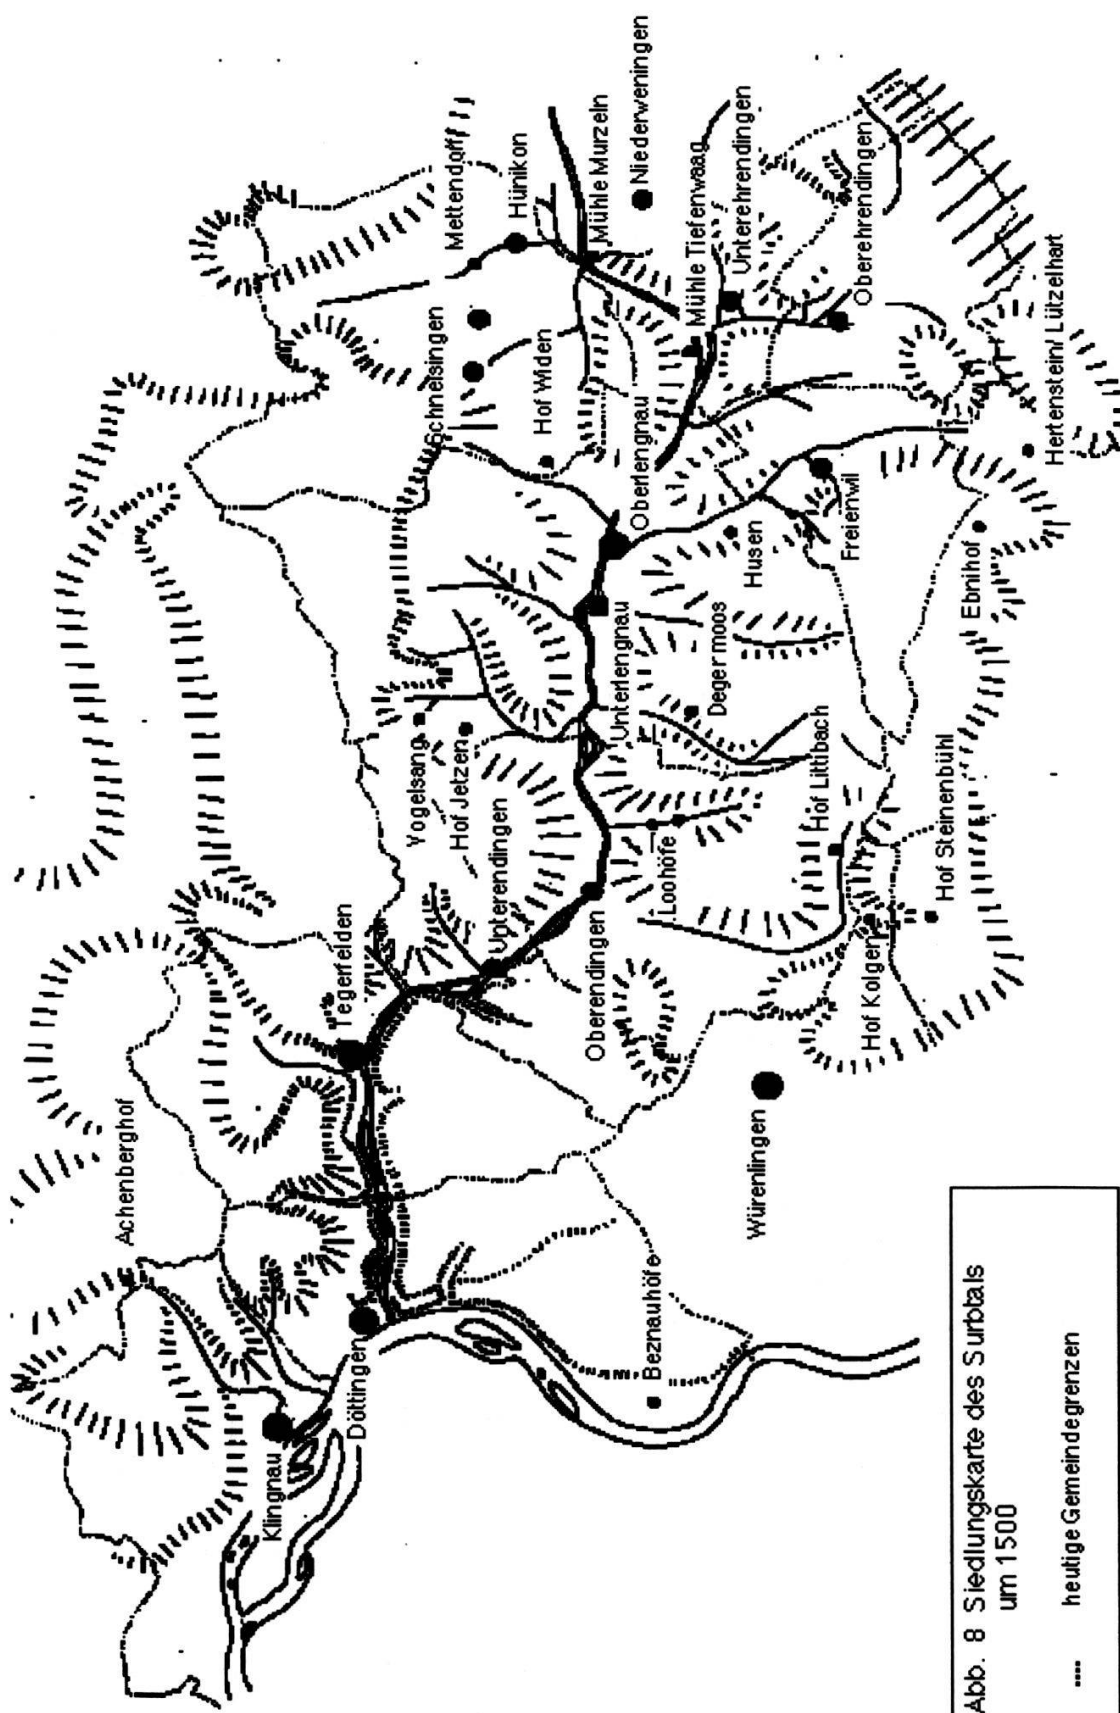 Klingnau
Achenberghof
Döttingen
Tegerfelden
Beznauhöfe
Würenlingen
Unterendingen
Oberendingen
Yogelsang
Hof Jetzen
Loohöfe
Unterlengnau
Degermoos
Hof Littibach
Hof Kolgen
Hof Steinenbühl
Schneisingen
Hof Widen
Oberlengnau
Husen
Freienwil
Ebnihof
Mettendorf
Hünikon
Mühle Murzeln
Niederweningen
Mühle Tiefenwaag
Unterehrendingen
Oberehrendingen
Hertenstein/ Lützelhart
Abb. 8 Siedlungskarte des Surbtals
um 1500
heutige Gemeindegrenzen